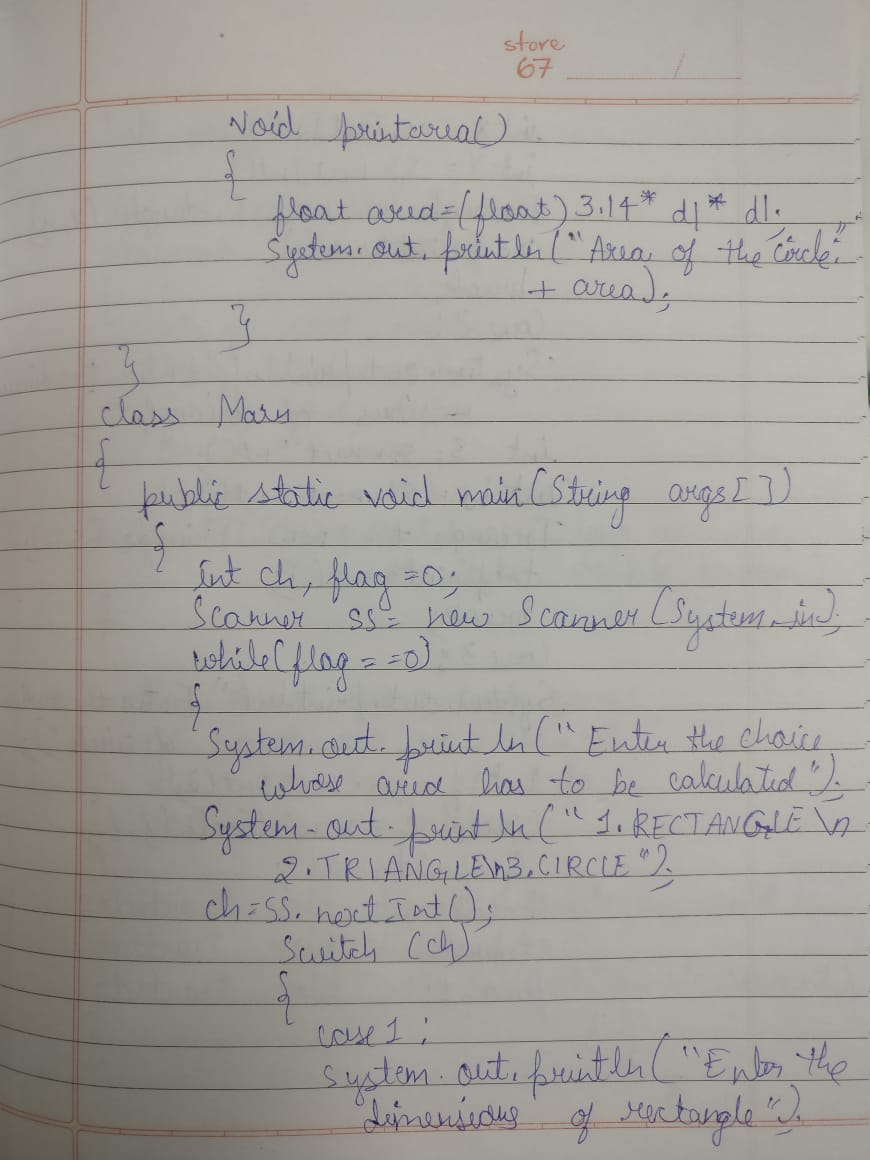 store
67
void printarea()
{
float area=(float)3.14* d1* d1.
System.out.println("Area of the circle:"
+ area);
}
}
class Main
{
public static void main(String args[])
{
int ch, flag =0;
Scanner ss= new Scanner(System.in);
while(flag ==0)
{
System.out.println("Enter the choice
whose area has to be calculated");
System.out.println("1.RECTANGLE\n
2.TRIANGLE\n3.CIRCLE");
ch=ss.nextInt();
switch (ch)
{
case 1 :
system.out.println("Enter the
dimensions of rectangle").